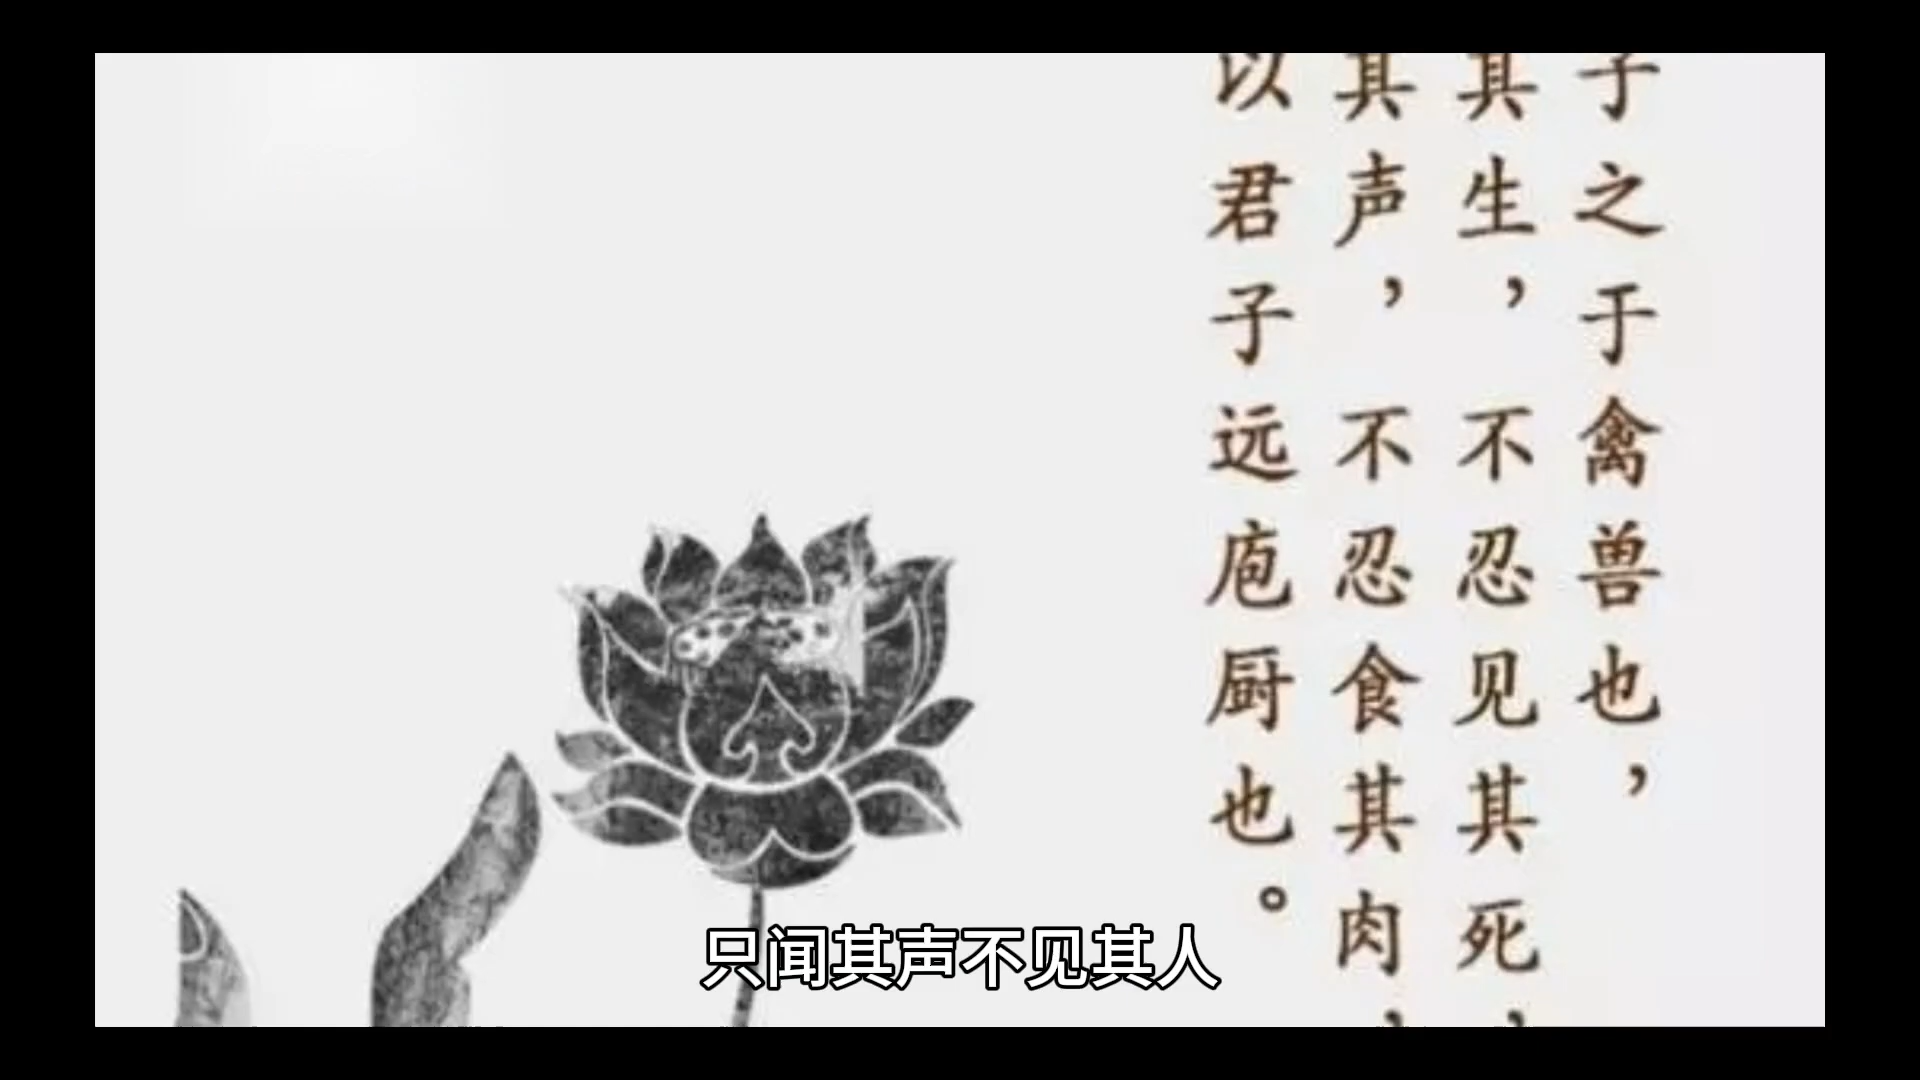 子之于禽兽也，
其生，不忍见其死，
其声，不忍食其肉，
以君子远庖厨也。
只闻其声不见其人